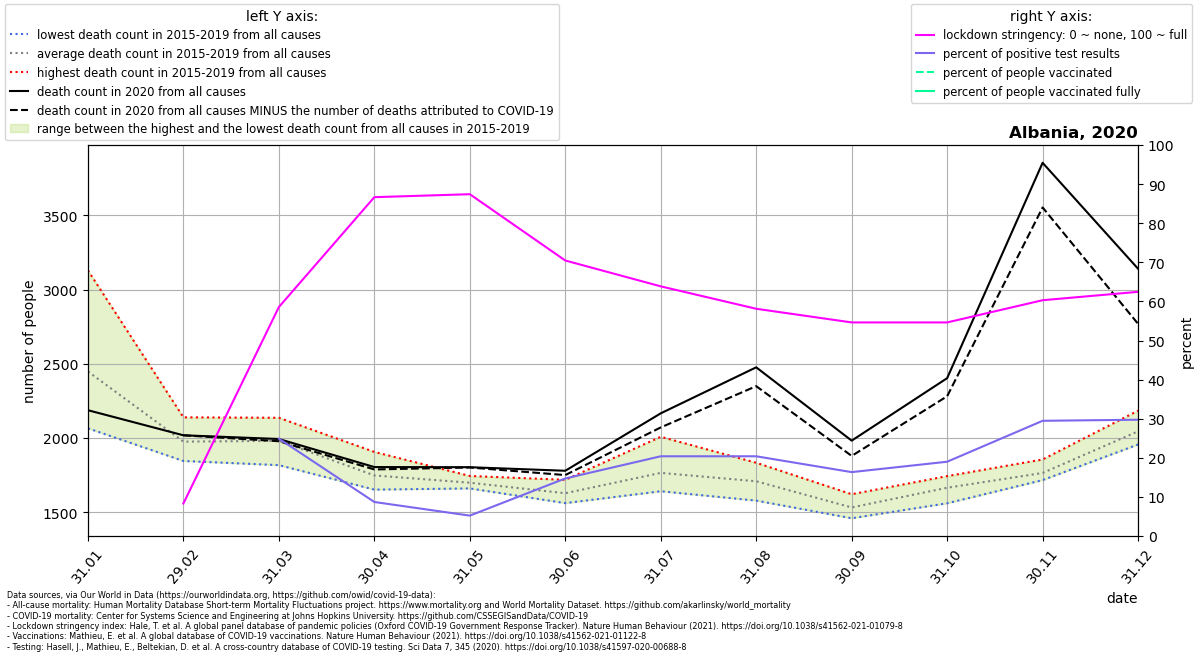 left Y axis:
lowest death count in 2015-2019 from all causes
average death count in 2015-2019 from all causes
highest death count in 2015-2019 from all causes
death count in 2020 from all causes
death count in 2020 from all causes MINUS the number of deaths attributed to COVID-19
range between the highest and the lowest death count from all causes in 2015-2019
right Y axis:
lockdown stringency: 0 ~ none, 100 ~ full
percent of positive test results
percent of people vaccinated
percent of people vaccinated fully
Albania, 2020
number of people
3500
3000
2500
2000
1500
100
90
80
70
60
50
40
30
20
10
0
percent
31.01
29.02
31.03
30.04
31.05
30.06
31.07
31.08
30.09
31.10
30.11
31.12
date
Data sources, via Our World in Data (https://ourworldindata.org, https://github.com/owid/covid-19-data):
- All-cause mortality: Human Mortality Database Short-term Mortality Fluctuations project. https://www.mortality.org and World Mortality Dataset. https://github.com/akarlinsky/world_mortality
- COVID-19 mortality: Center for Systems Science and Engineering at Johns Hopkins University. https://github.com/CSSEGISandData/COVID-19
- Lockdown stringency index: Hale, T. et al. A global panel database of pandemic policies (Oxford COVID-19 Government Response Tracker). Nature Human Behaviour (2021). https://doi.org/10.1038/s41562-021-01079-8
- Vaccinations: Mathieu, E. et al. A global database of COVID-19 vaccinations. Nature Human Behaviour (2021). https://doi.org/10.1038/s41562-021-01122-8
- Testing: Hasell, J., Mathieu, E., Beltekian, D. et al. A cross-country database of COVID-19 testing. Sci Data 7, 345 (2020). https://doi.org/10.1038/s41597-020-00688-8